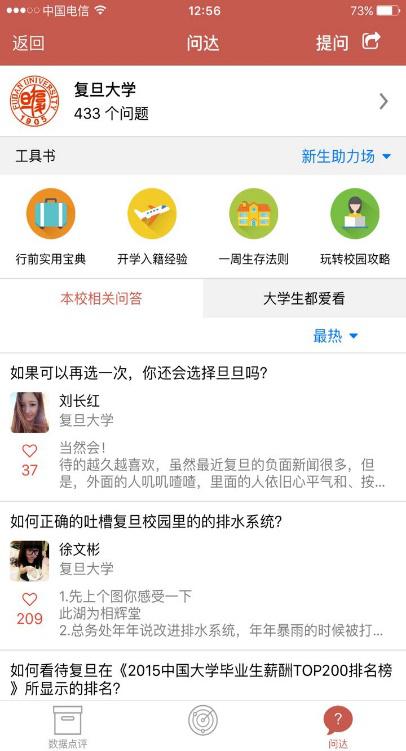 中国电信 12:56 73%
返回 问达 提问
FUDAN UNIVERSITY 1905
复旦大学
433 个问题
工具书 新生助力场
行前实用宝典 开学入籍经验 一周生存法则 玩转校园攻略
本校相关问答 大学生都爱看
最热
如果可以再选一次，你还会选择旦旦吗?
刘长红
复旦大学
当然会！
37
待的越久越喜欢，虽然最近复旦的负面新闻很多，但
是，外面的人叽叽喳喳，里面的人依旧心平气和、按...
如何正确的吐槽复旦校园里的的排水系统?
徐文彬
复旦大学
1.先上个图你感受一下
209
此湖为相辉堂
2.总务处年年说改进排水系统，年年暴雨的时候被打...
如何看待复旦在《2015中国大学毕业生薪酬TOP200排名榜
》所显示的排名?
数据点评 ? 问达